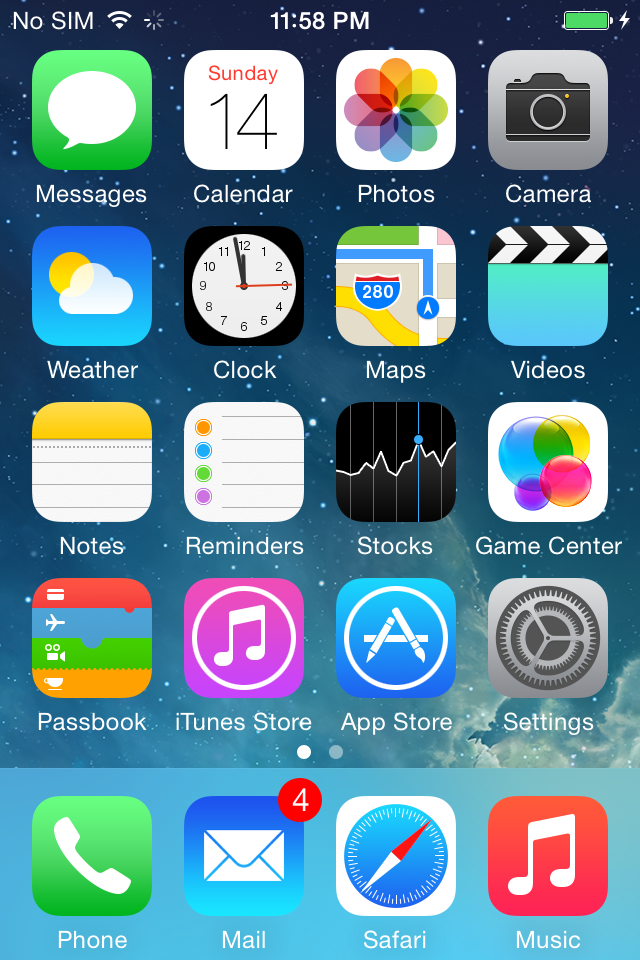 No SIM 11:58 PM
Sunday
14
Messages Calendar Photos Camera
12
11 1
10 2
9 3
8 4
7 5
6
280
Weather Clock Maps Videos
Notes Reminders Stocks Game Center
Passbook iTunes Store App Store Settings
4
Phone Mail Safari Music